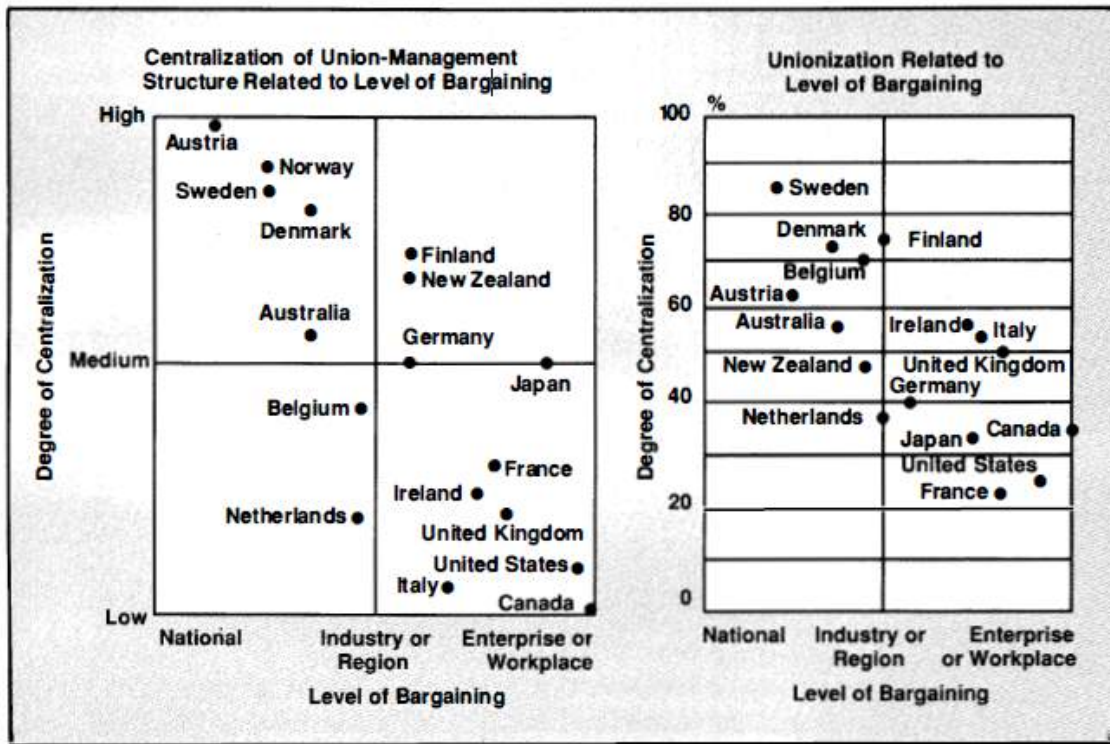 Centralization of Union-Management
Structure Related to Level of Bargaining
High
Austria
Norway
Sweden
Denmark
Finland
New Zealand
Australia
Germany
Medium
Japan
Belgium
France
Ireland
Netherlands
United Kingdom
United States
Italy
Canada
Low
National
Industry or
Region
Enterprise or
Workplace
Level of Bargaining
Degree of Centralization
Unionization Related to
Level of Bargaining
100 %
Sweden
80
Denmark
Finland
Belgium
Austria
60
Australia
Ireland
Italy
New Zealand
United Kingdom
Germany
40
Netherlands
Japan
Canada
United States
France
20
0
National
Industry or
Region
Enterprise
or Workplace
Level of Bargaining
Degree of Centralization